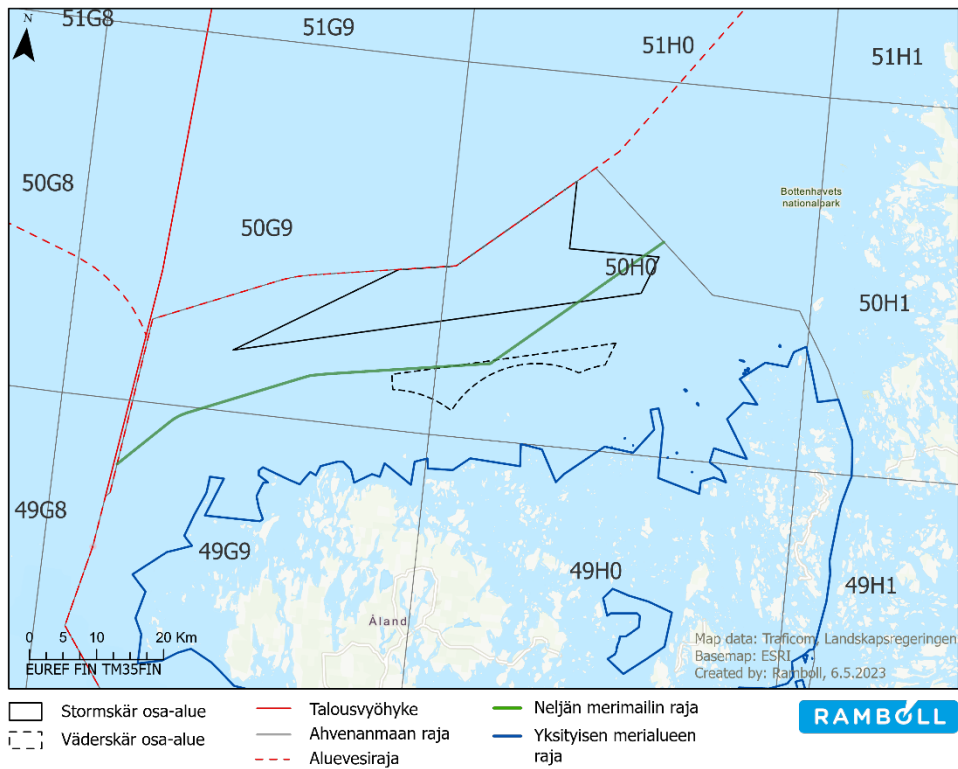 51G8
51G9
51H0
51H1
N
50G8
50G9
Bottenhavets
nationalpark
50H0
50H1
49G8
49G9
49H0
49H1
Åland
0 5 10 20 Km
EUREF FIN TM35FIN
Map data: Traficom, Landskapsregeringen
Basemap: ESRI
Created by: Ramboll, 6.5.2023
Stormskär osa-alue
Väderskär osa-alue
Talousvyöhyke
Ahvenanmaan raja
Aluevesiraja
Neljän merimailin raja
Yksityisen merialueen
raja
RAMBOLL